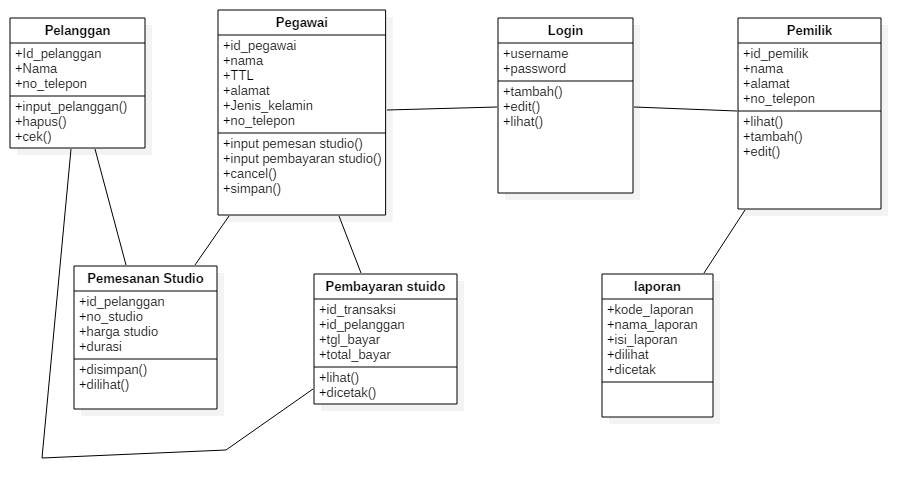 Pelanggan
+Id_pelanggan
+Nama
+no_telepon
+input_pelanggan()
+hapus()
+cek()
Pegawai
+id_pegawai
+nama
+TTL
+alamat
+Jenis_kelamin
+no_telepon
+input pemesan studio()
+input pembayaran studio()
+cancel()
+simpan()
Login
+username
+password
+tambah()
+edit()
+lihat()
Pemilik
+id_pemilik
+nama
+alamat
+no_telepon
+lihat()
+tambah()
+edit()
Pemesanan Studio
+id_pelanggan
+no_studio
+harga studio
+durasi
+disimpan()
+dilihat()
Pembayaran stuido
+id_transaksi
+id_pelanggan
+tgl_bayar
+total_bayar
+lihat()
+dicetak()
laporan
+kode_laporan
+nama_laporan
+isi_laporan
+dilihat
+dicetak